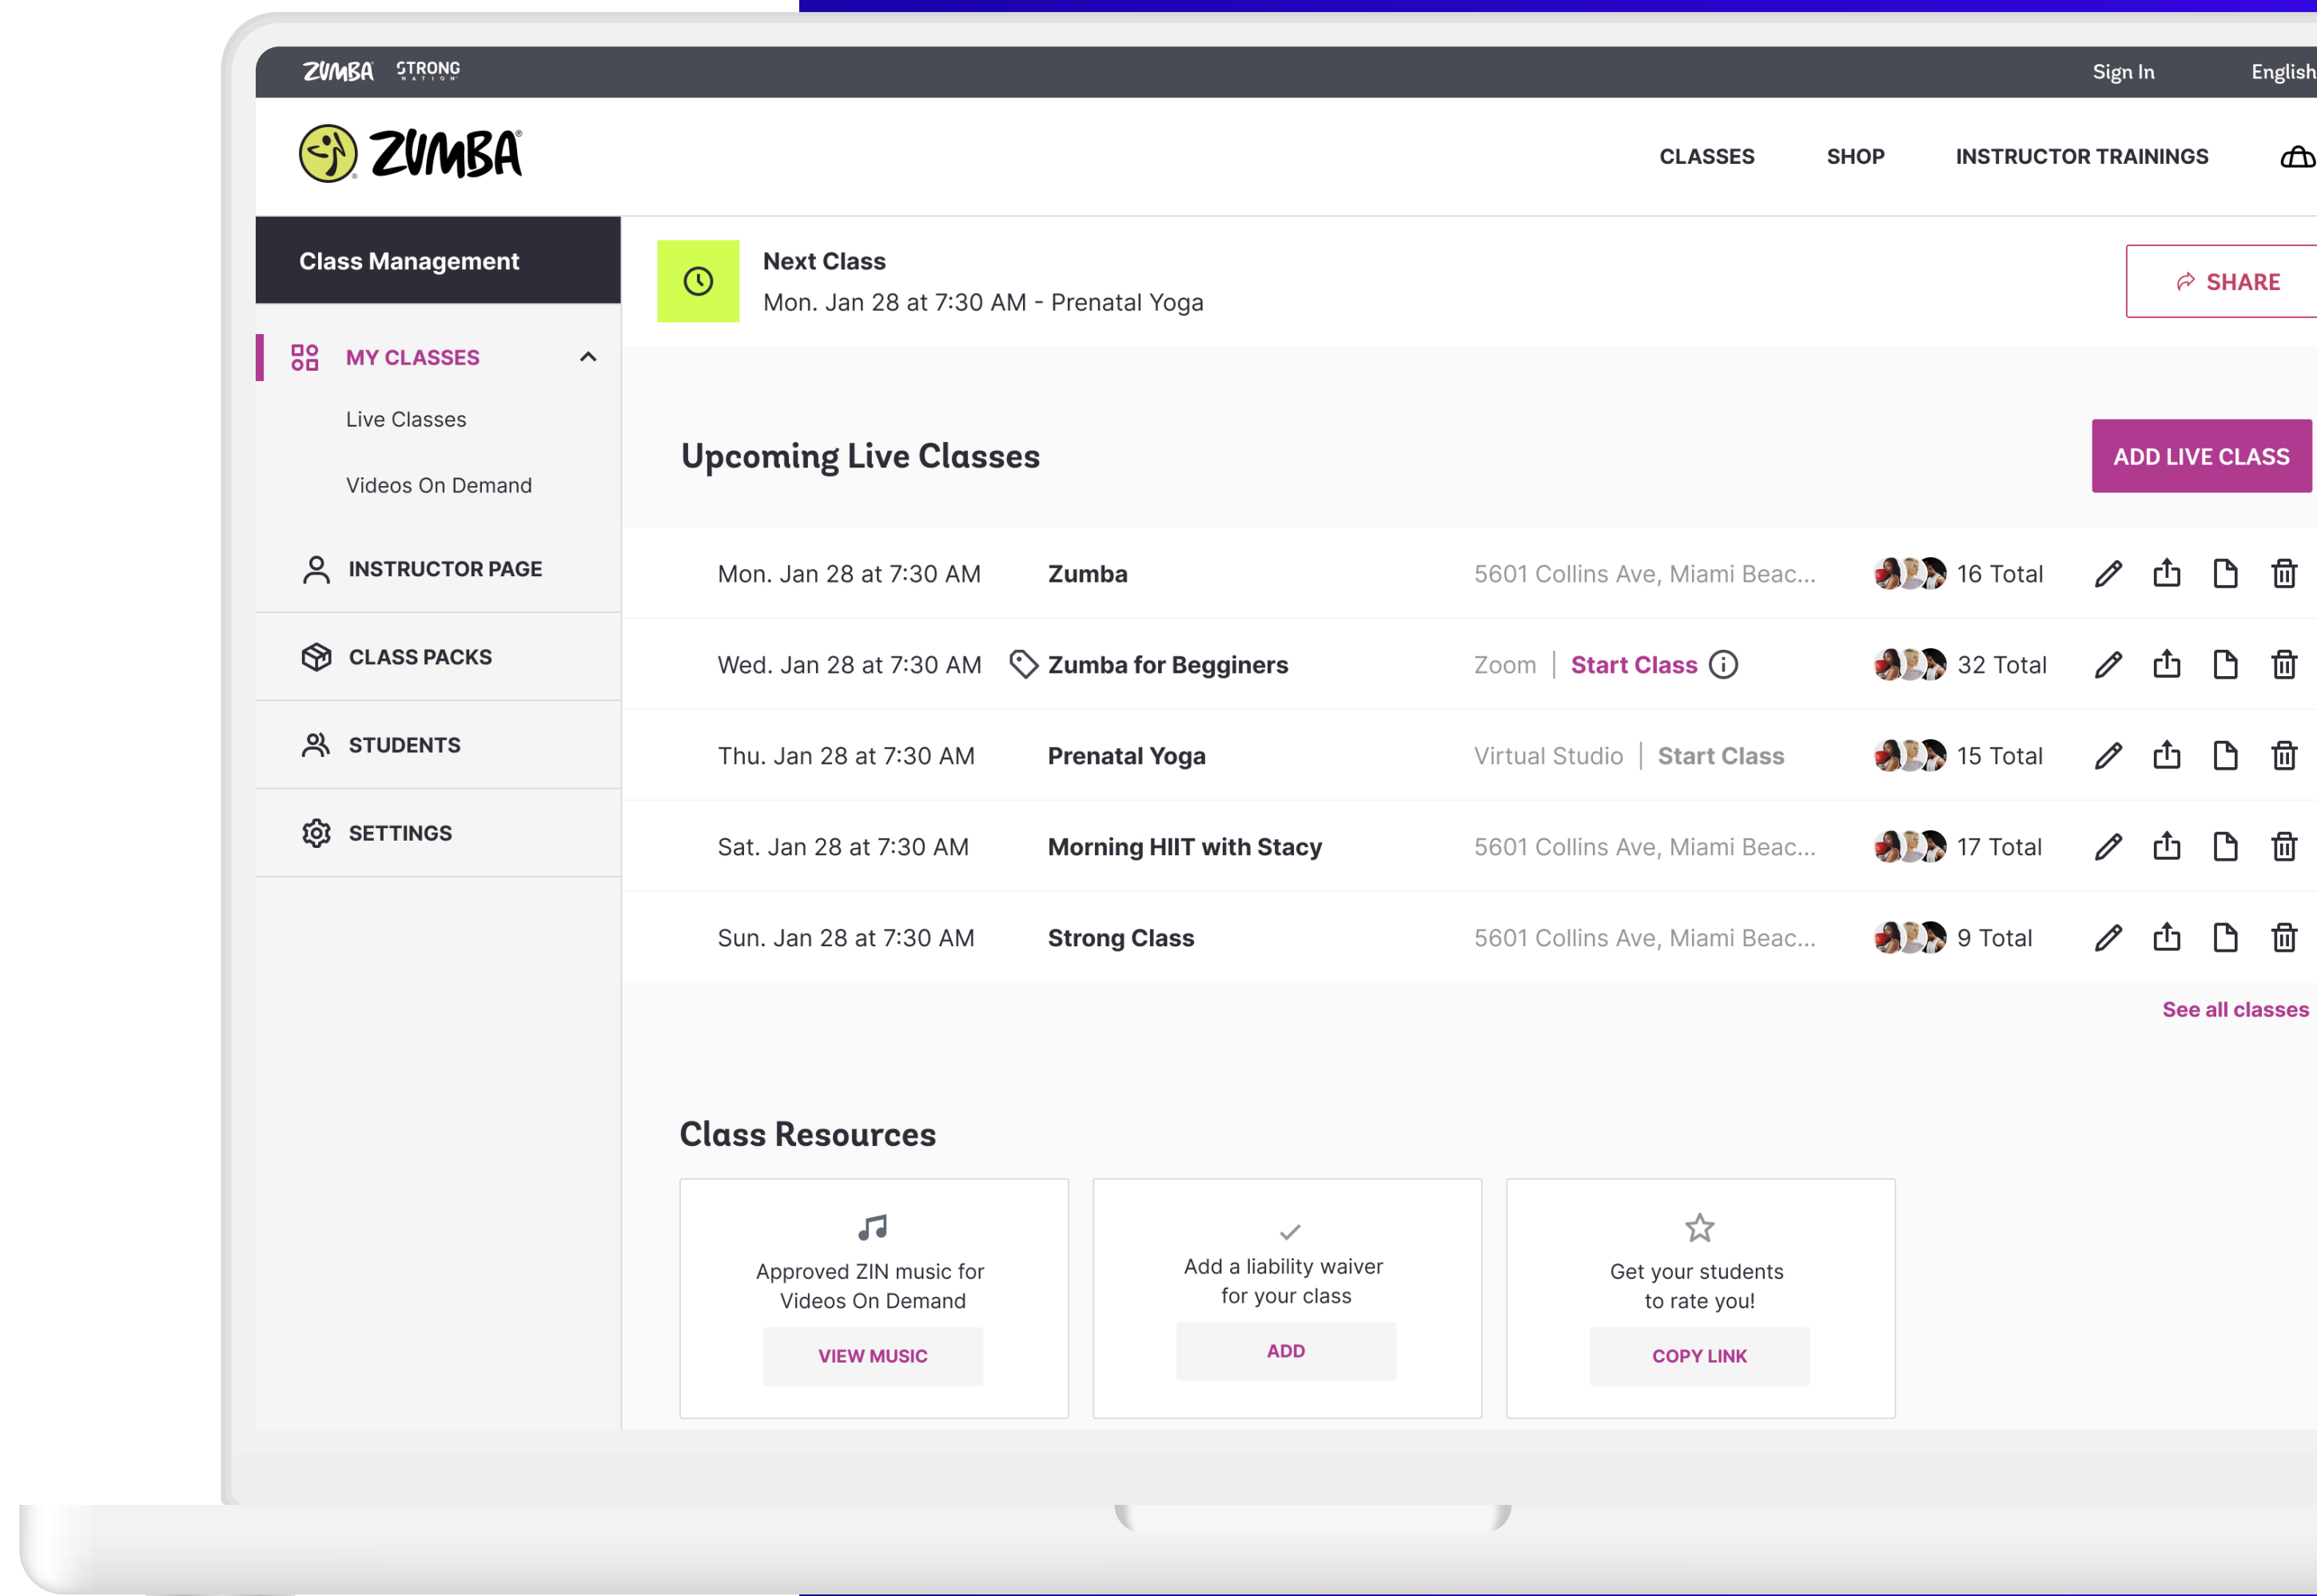 ZUMBA STRONG NATION Sign In English
ZUMBA CLASSES SHOP INSTRUCTOR TRAININGS
Class Management
Next Class
Mon. Jan 28 at 7:30 AM - Prenatal Yoga
SHARE
MY CLASSES
Live Classes
Videos On Demand
INSTRUCTOR PAGE
CLASS PACKS
STUDENTS
SETTINGS
Upcoming Live Classes
ADD LIVE CLASS
Mon. Jan 28 at 7:30 AM Zumba 5601 Collins Ave, Miami Beac... 16 Total
Wed. Jan 28 at 7:30 AM Zumba for Begginers Zoom | Start Class 32 Total
Thu. Jan 28 at 7:30 AM Prenatal Yoga Virtual Studio | Start Class 15 Total
Sat. Jan 28 at 7:30 AM Morning HIIT with Stacy 5601 Collins Ave, Miami Beac... 17 Total
Sun. Jan 28 at 7:30 AM Strong Class 5601 Collins Ave, Miami Beac... 9 Total
See all classes
Class Resources
Approved ZIN music for
Videos On Demand
VIEW MUSIC
Add a liability waiver
for your class
ADD
Get your students
to rate you!
COPY LINK